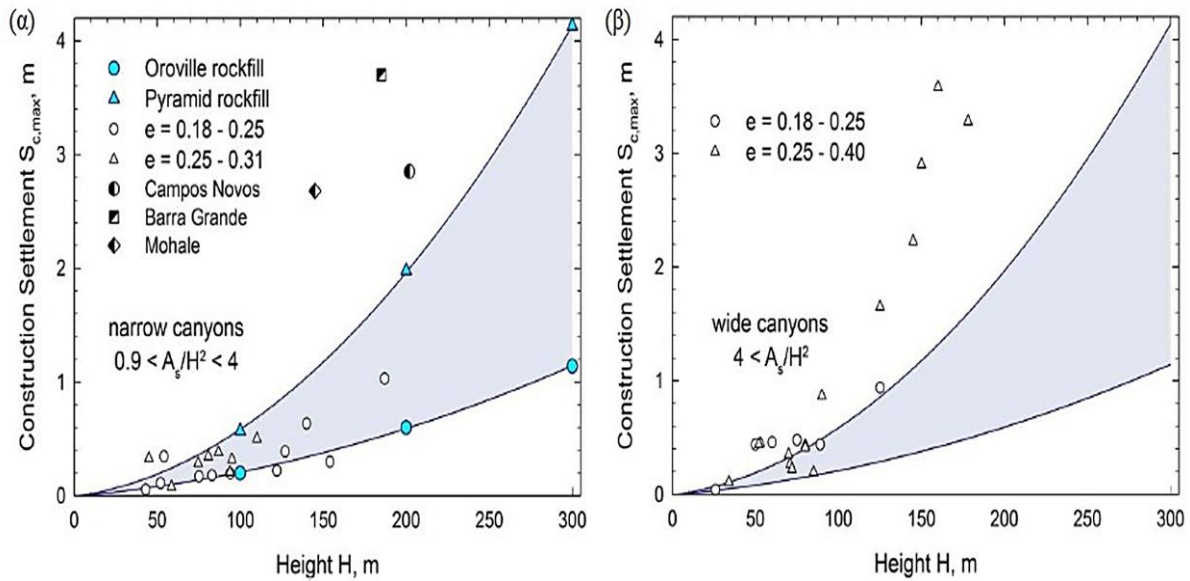 (α)
Construction Settlement S_c,max, m
4
3
2
1
0
Oroville rockfill
Pyramid rockfill
e = 0.18 - 0.25
e = 0.25 - 0.31
Campos Novos
Barra Grande
Mohale
narrow canyons
0.9 < A_s/H² < 4
0 50 100 150 200 250 300
Height H, m
(β)
Construction Settlement S_c,max, m
4
3
2
1
0
e = 0.18 - 0.25
e = 0.25 - 0.40
wide canyons
4 < A_s/H²
0 50 100 150 200 250 300
Height H, m